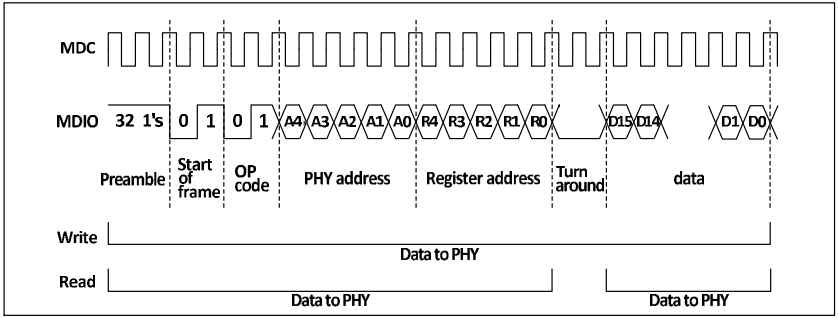 MDC
MDIO 32 1's 0 1 0 1 A4 A3 A2 A1 A0 R4 R3 R2 R1 R0 D15 D14 D1 D0
Preamble
Start
of
frame
OP
code
PHY address
Register address
Turn
around
data
Write
Data to PHY
Read
Data to PHY
Data to PHY